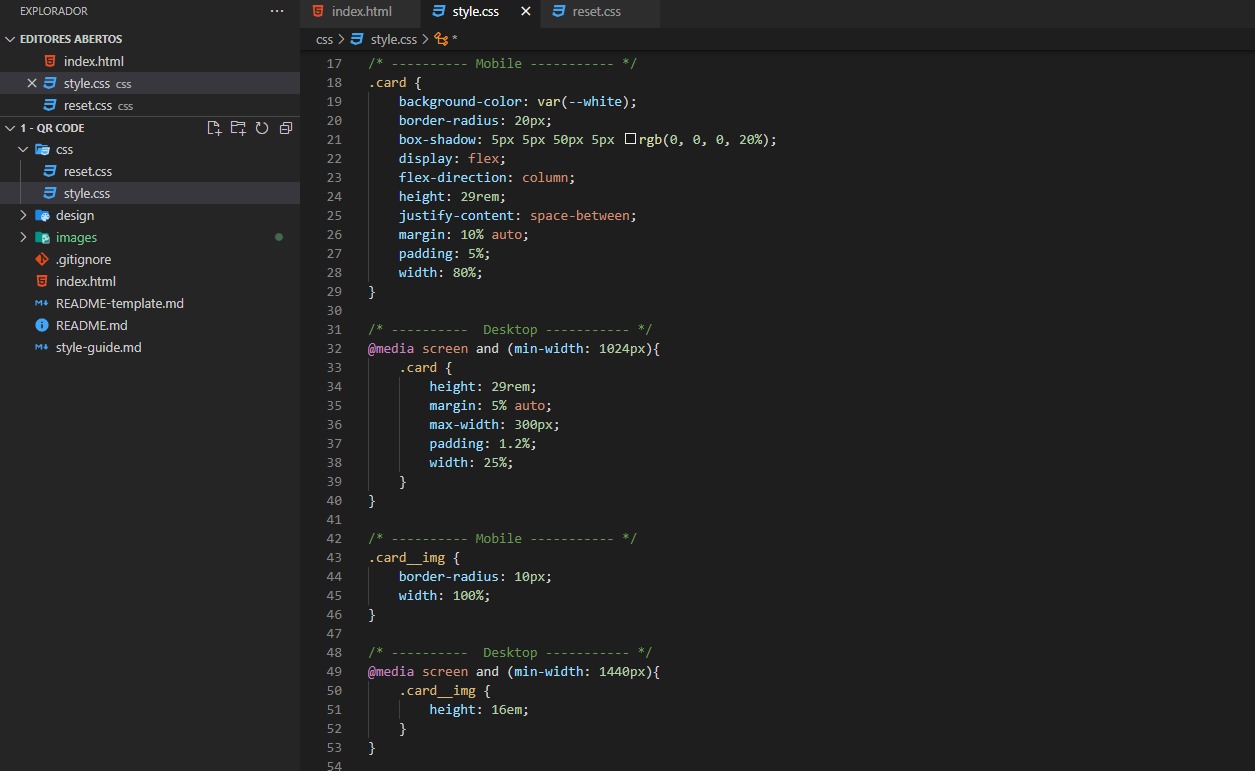 EXPLORADOR
···
EDITORES ABERTOS
index.html
style.css css
reset.css css
1 - QR CODE
css
reset.css
style.css
design
images
.gitignore
index.html
README-template.md
README.md
style-guide.md
index.html style.css reset.css
css > style.css > *
17 /* ---------- Mobile ----------- */
18 .card {
19 background-color: var(--white);
20 border-radius: 20px;
21 box-shadow: 5px 5px 50px 5px rgb(0, 0, 0, 20%);
22 display: flex;
23 flex-direction: column;
24 height: 29rem;
25 justify-content: space-between;
26 margin: 10% auto;
27 padding: 5%;
28 width: 80%;
29 }
30
31 /* ----------  Desktop ----------- */
32 @media screen and (min-width: 1024px){
33 .card {
34 height: 29rem;
35 margin: 5% auto;
36 max-width: 300px;
37 padding: 1.2%;
38 width: 25%;
39 }
40 }
41
42 /* ---------- Mobile ----------- */
43 .card__img {
44 border-radius: 10px;
45 width: 100%;
46 }
47
48 /* ----------  Desktop ----------- */
49 @media screen and (min-width: 1440px){
50 .card__img {
51 height: 16em;
52 }
53 }
54